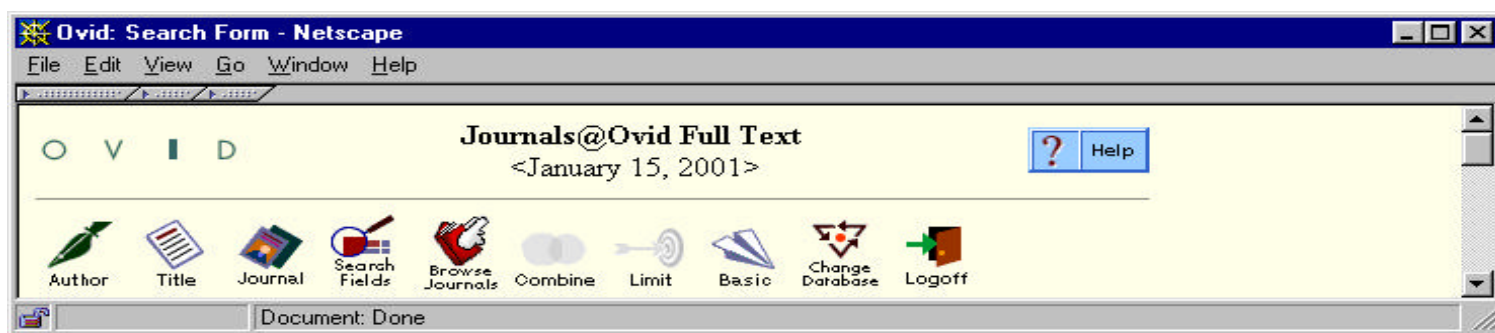 Ovid: Search Form - Netscape
File Edit View Go Window Help
O V I D
Journals@Ovid Full Text
<January 15, 2001>
? Help
Author Title Journal Search Fields Browse Journals Combine Limit Basic Change Database Logoff
Document: Done